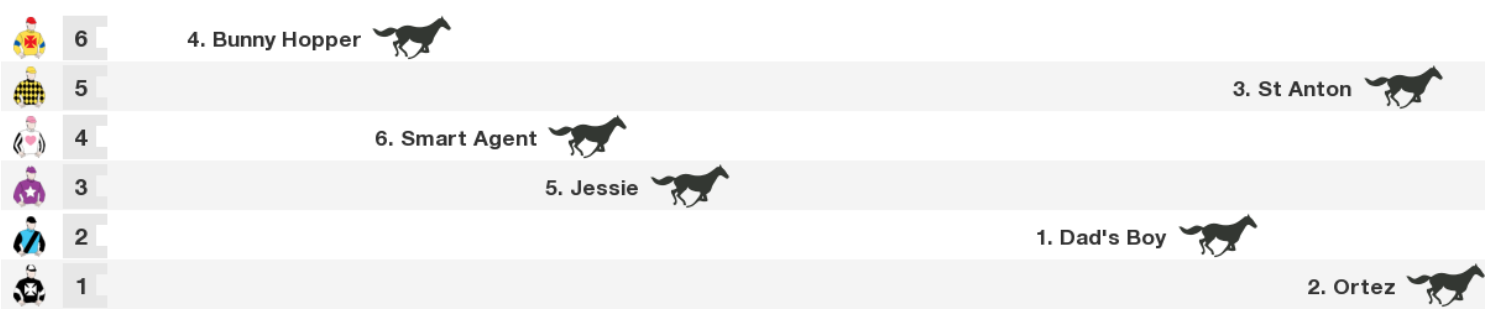 6 4. Bunny Hopper
5 3. St Anton
4 6. Smart Agent
3 5. Jessie
2 1. Dad's Boy
1 2. Ortez